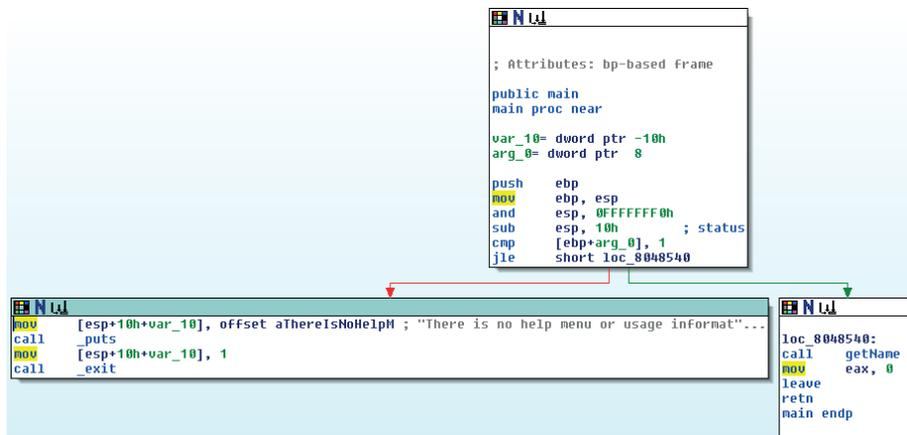 ; Attributes: bp-based frame
public main
main proc near
var_10= dword ptr -10h
arg_0= dword ptr  8
push    ebp
mov     ebp, esp
and     esp, 0FFFFFFF0h
sub     esp, 10h        ; status
cmp     [ebp+arg_0], 1
jle     short loc_8048540
mov     [esp+10h+var_10], offset aThereIsNoHelpM ; "There is no help menu or usage informat"...
call    _puts
mov     [esp+10h+var_10], 1
call    _exit
loc_8048540:
call    getName
mov     eax, 0
leave
retn
main endp